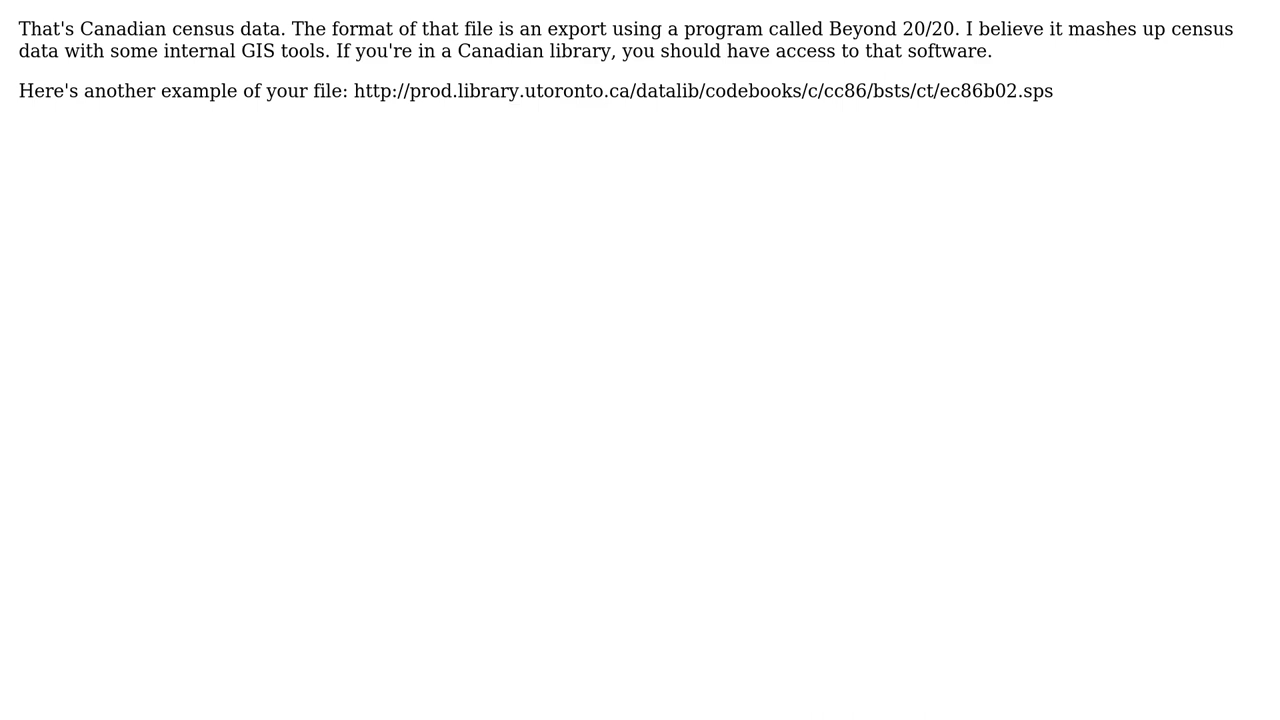 That's Canadian census data. The format of that file is an export using a program called Beyond 20/20. I believe it mashes up census
data with some internal GIS tools. If you're in a Canadian library, you should have access to that software.
Here's another example of your file: http://prod.library.utoronto.ca/datalib/codebooks/c/cc86/bsts/ct/ec86b02.sps